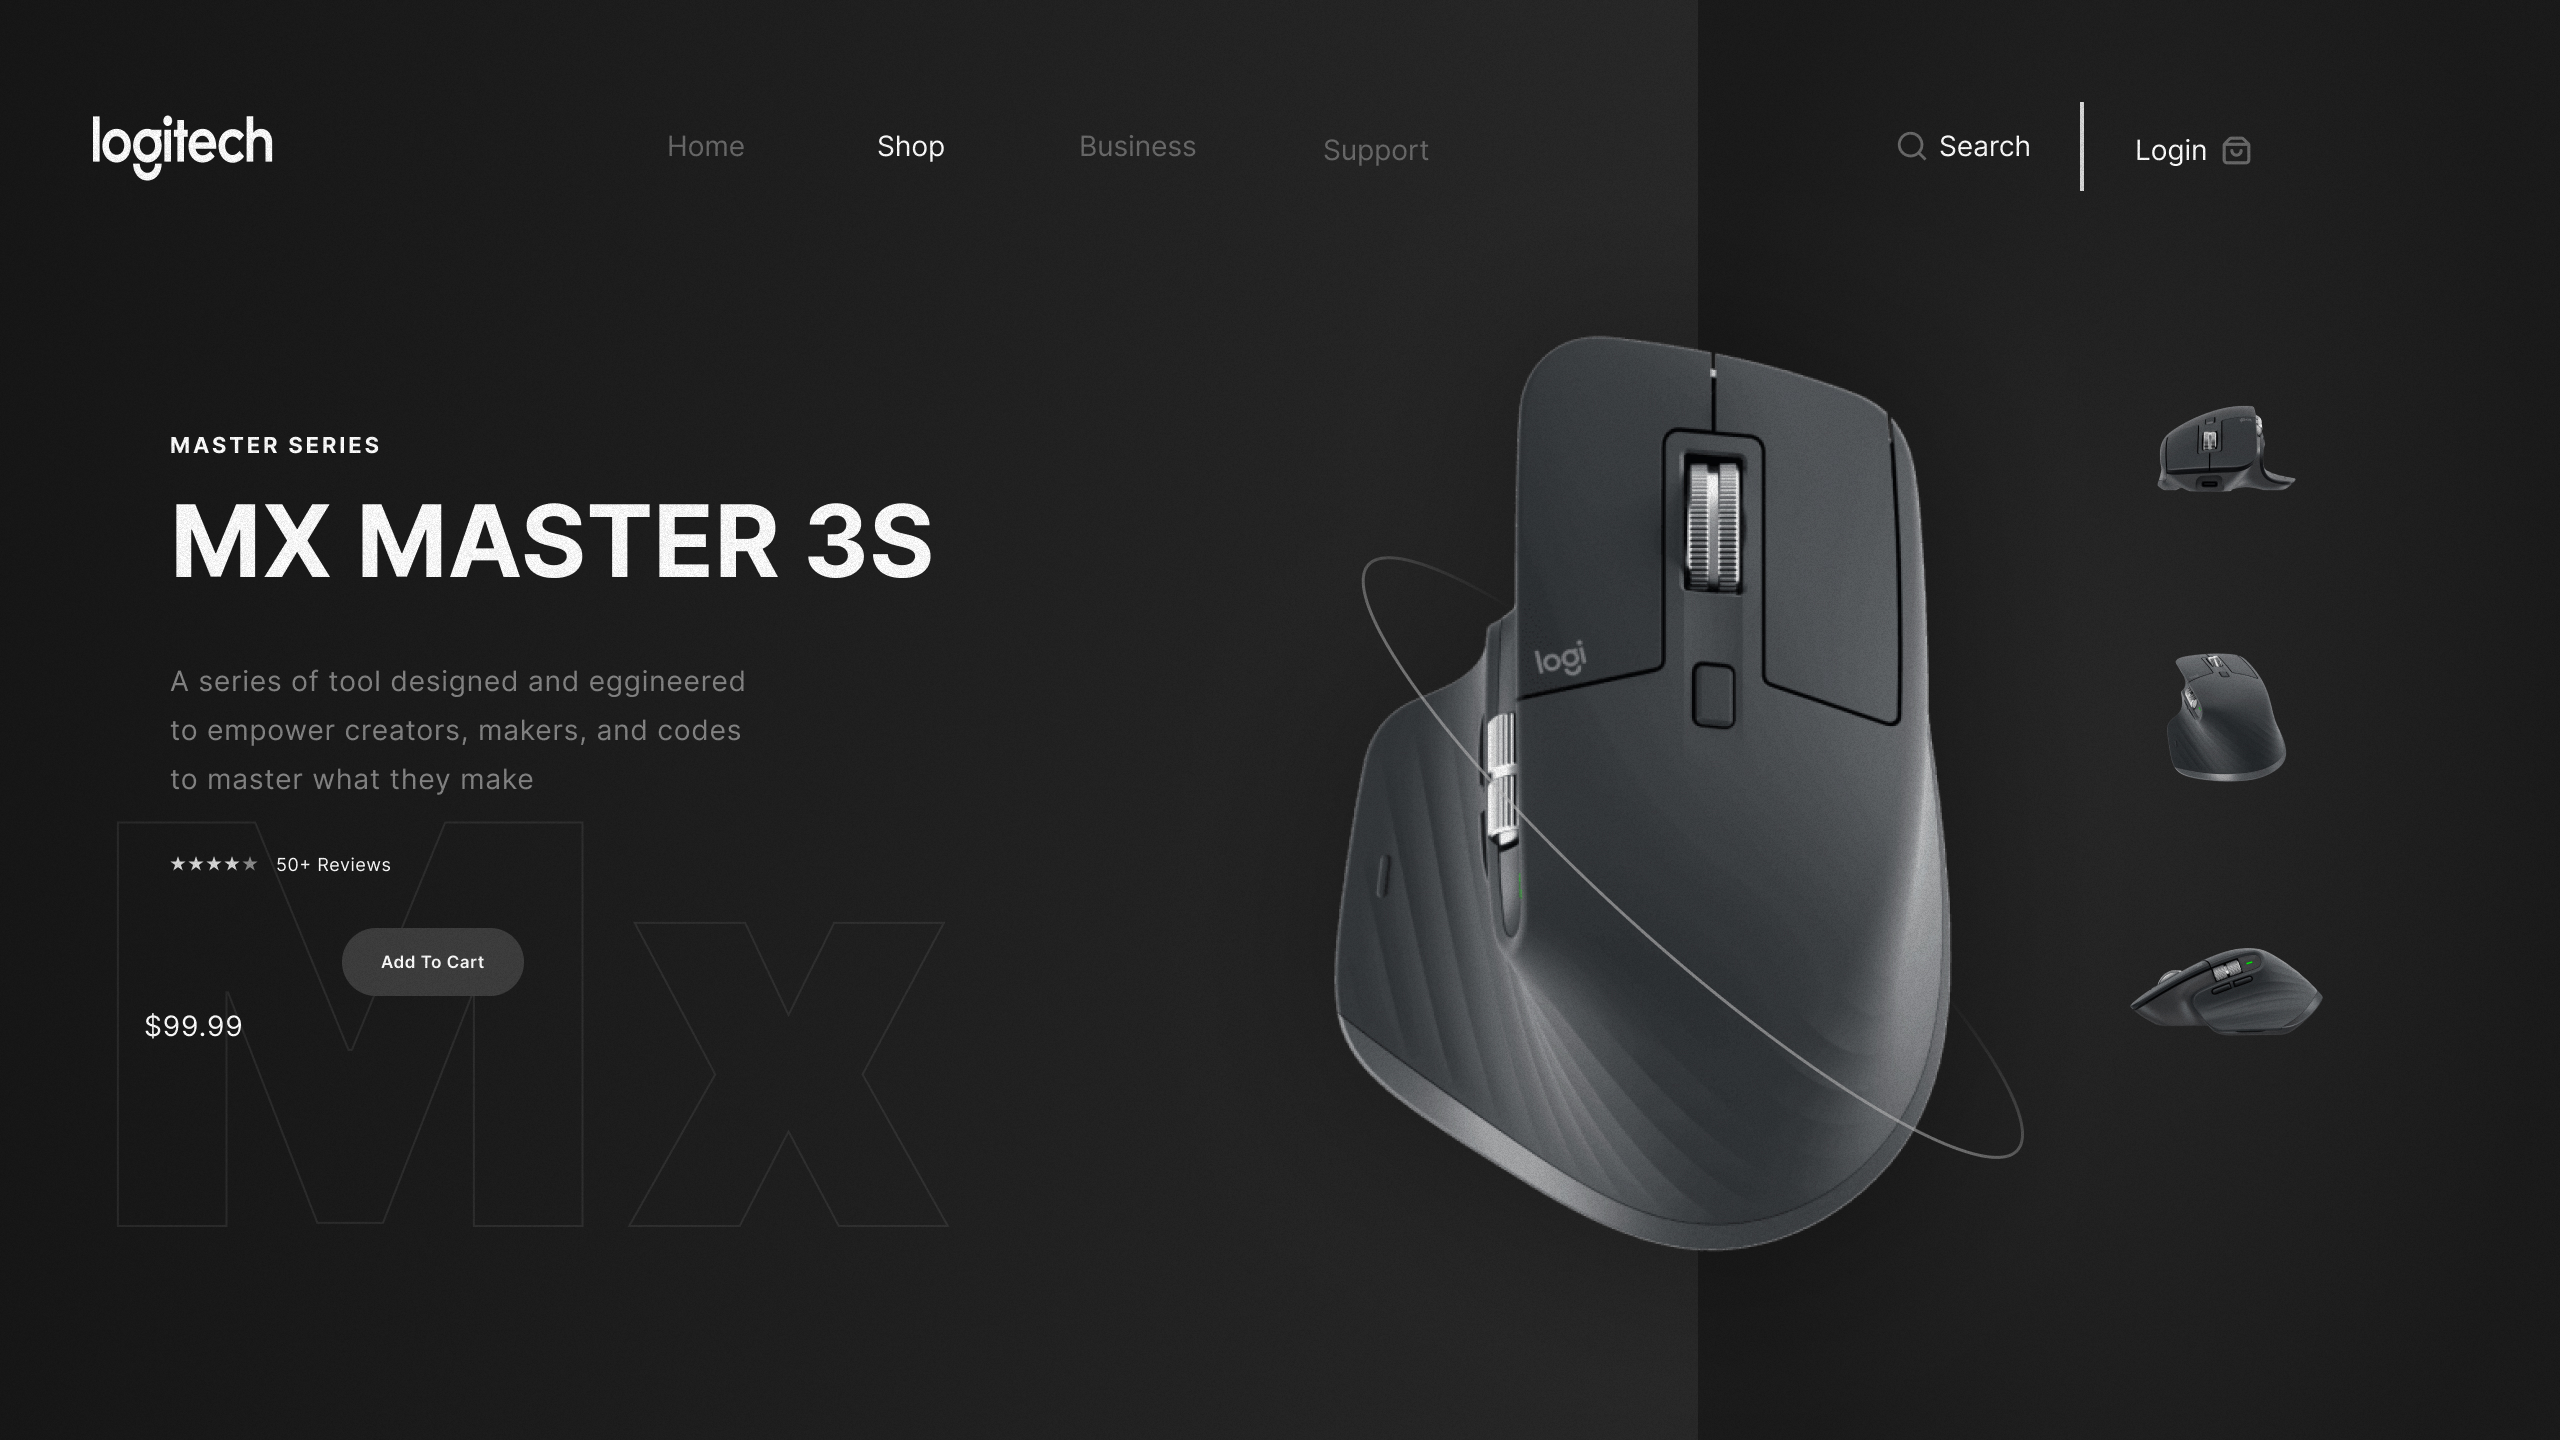 logitech
Home
Shop
Business
Support
Search
Login
MASTER SERIES
MX MASTER 3S
A series of tool designed and eggineered
to empower creators, makers, and codes
to master what they make
★★★★★ 50+ Reviews
Add To Cart
$99.99
Mx
logi